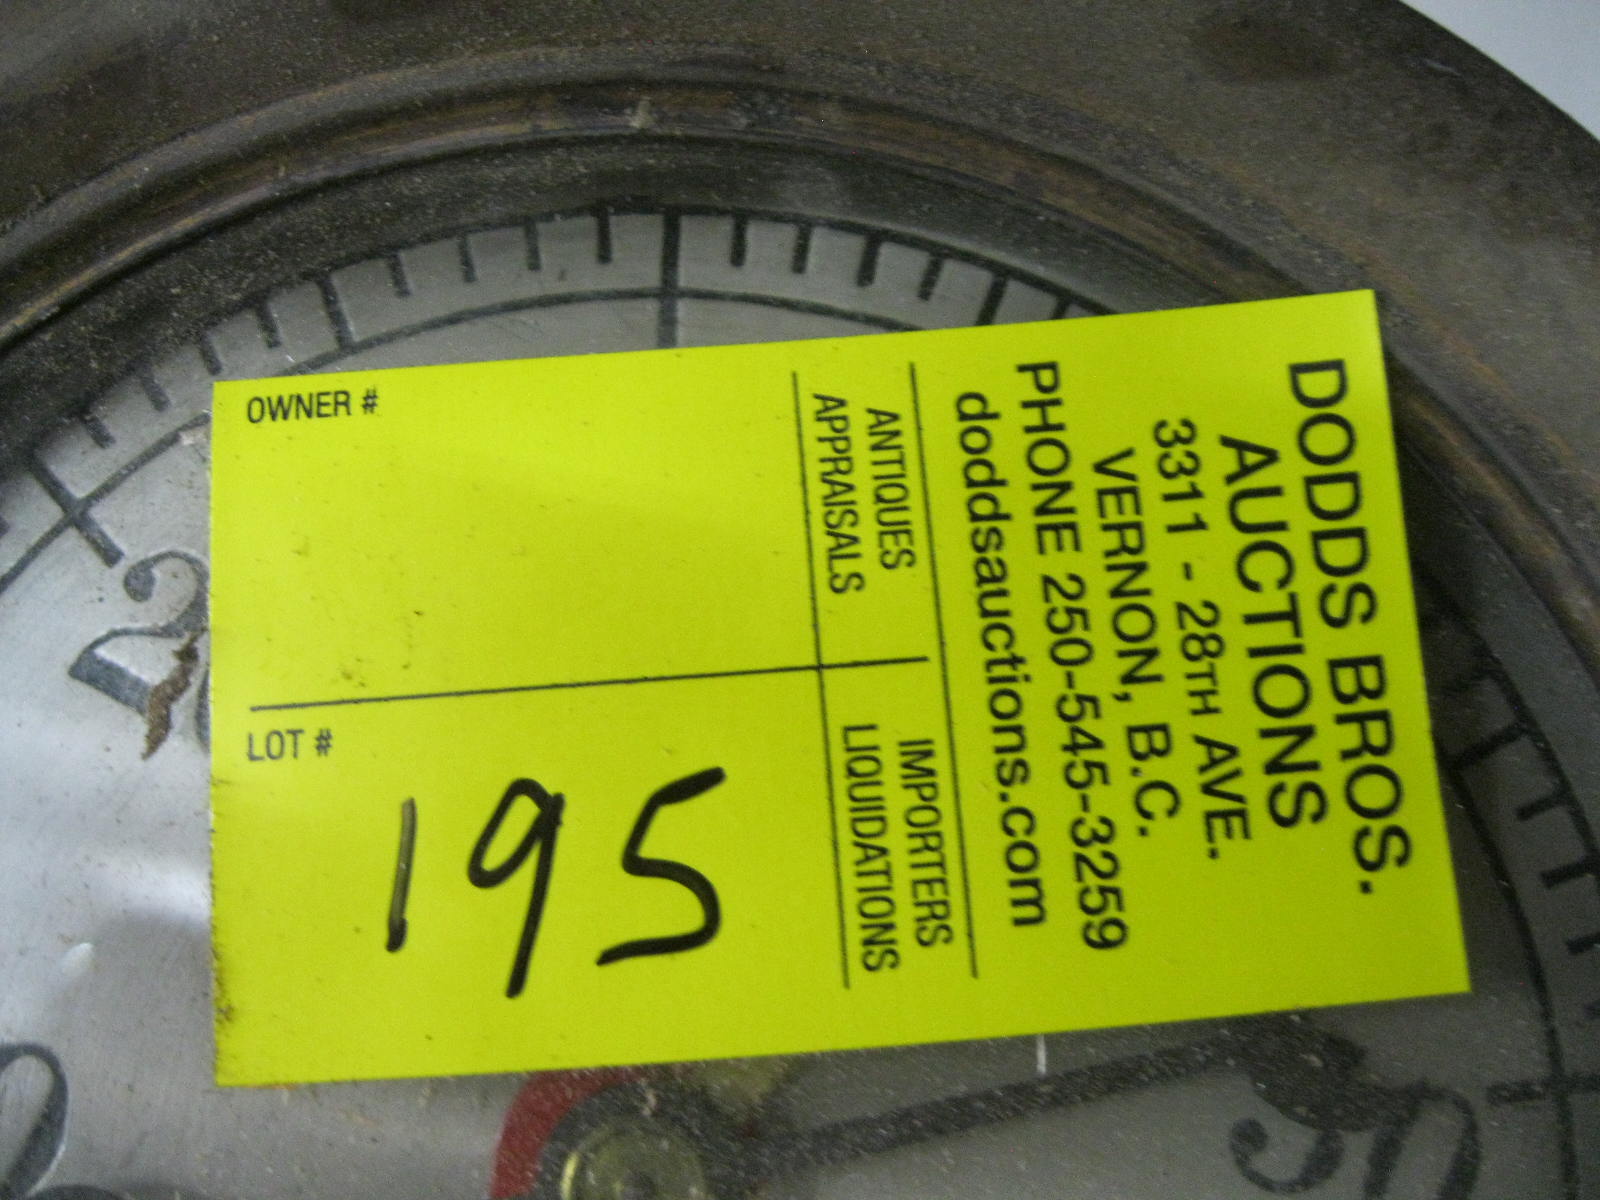 OWNER #
LOT #
195
DODDS BROS.
AUCTIONS
3311 - 28TH AVE.
VERNON, B.C.
PHONE 250-545-3259
doddsauctions.com
ANTIQUES IMPORTERS
APPRAISALS LIQUIDATIONS